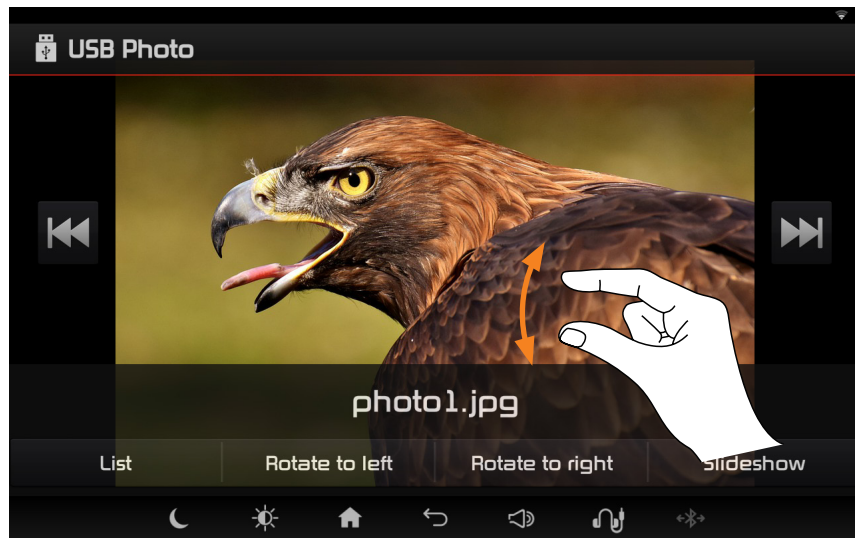 USB Photo
photo1.jpg
List
Rotate to left
Rotate to right
Slideshow